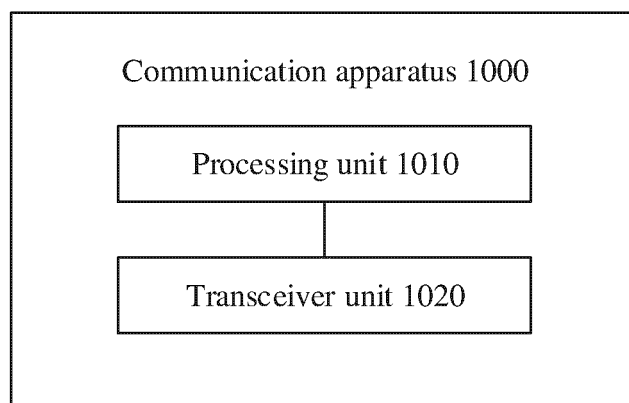 Communication apparatus 1000
Processing unit 1010
Transceiver unit 1020